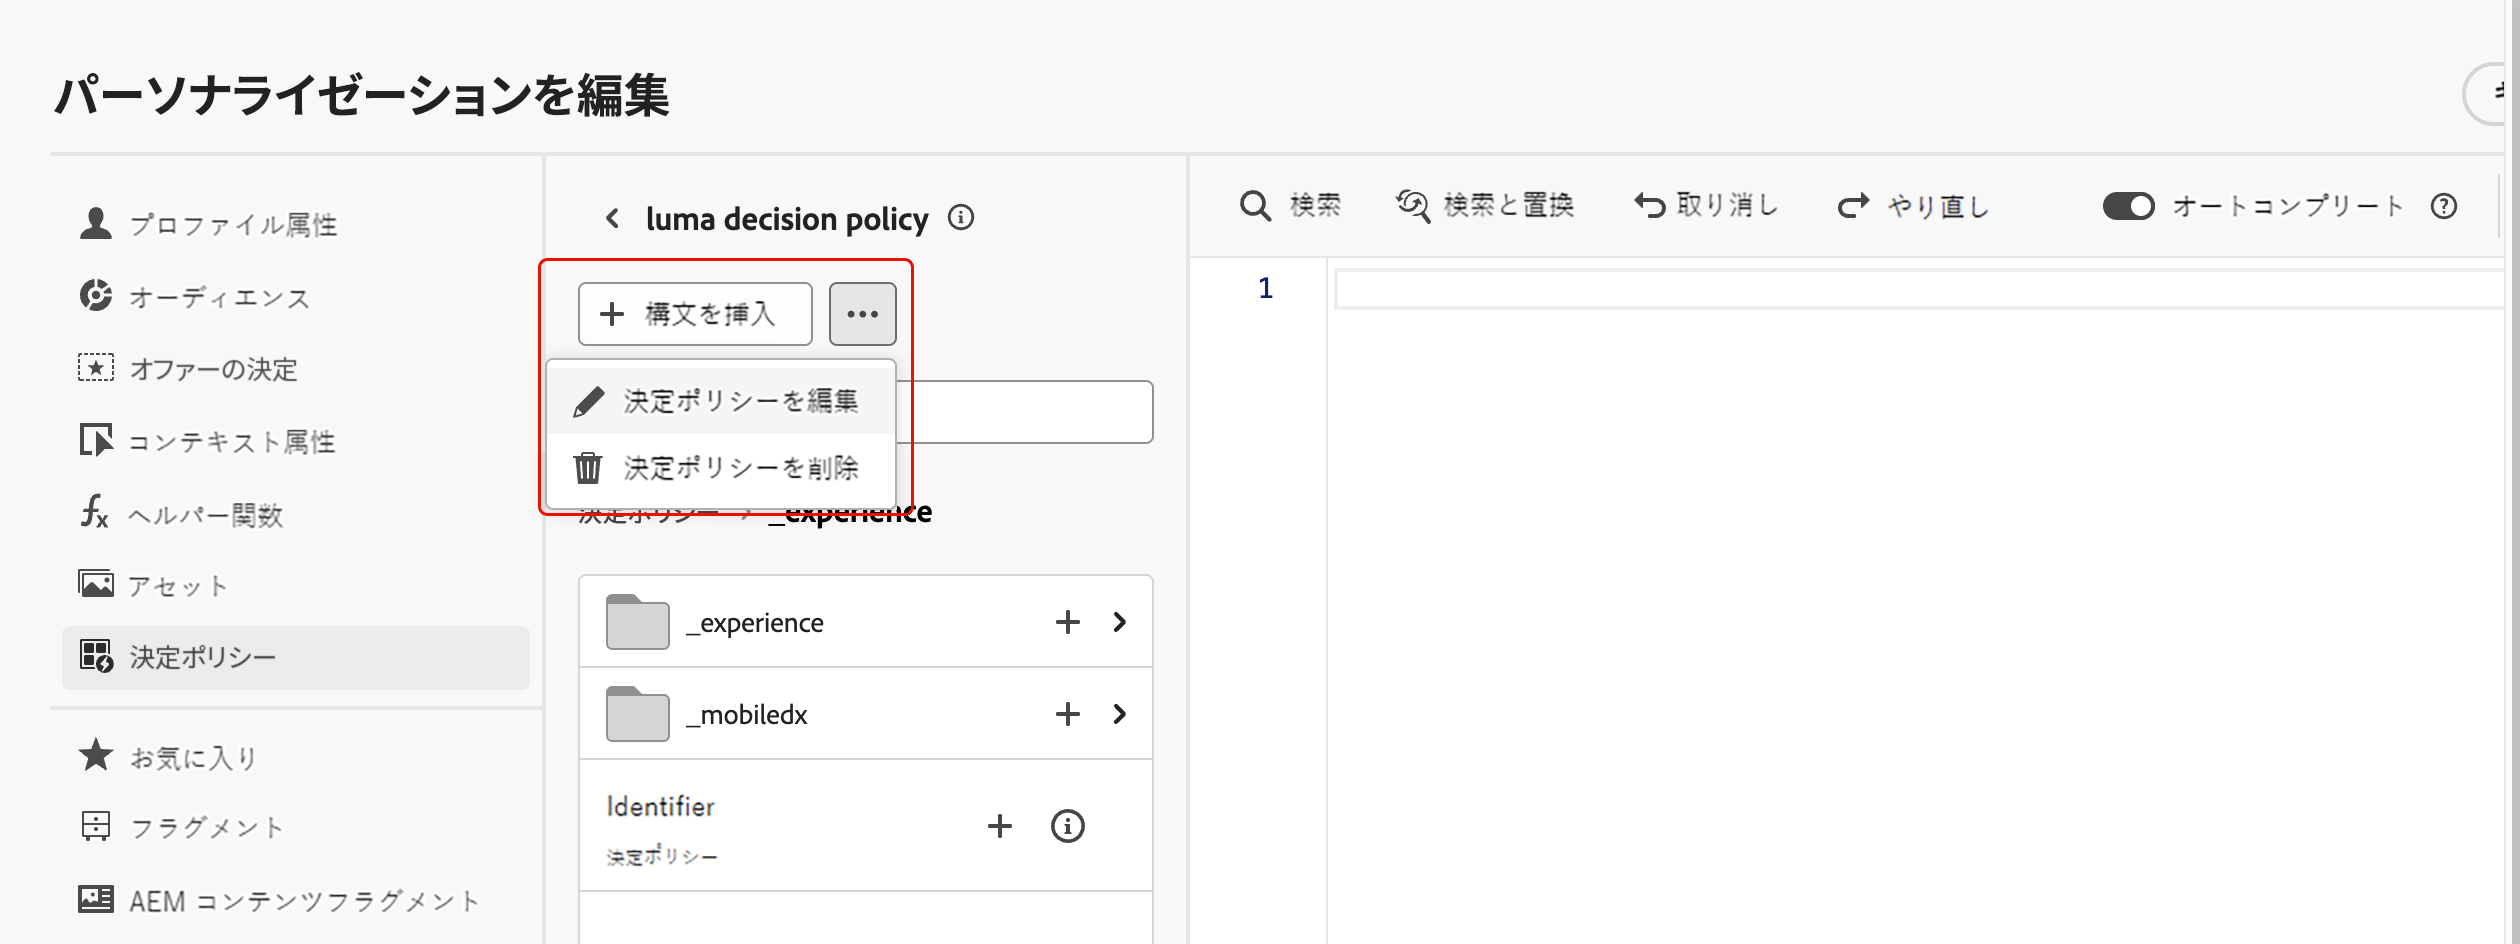 パーソナライゼーションを編集
プロファイル属性
オーディエンス
オファーの決定
コンテキスト属性
ヘルパー関数
アセット
決定ポリシー
お気に入り
フラグメント
AEM コンテンツフラグメント
luma decision policy
構文を挿入
決定ポリシーを編集
決定ポリシーを削除
決定ポリシー _experience
_experience
_mobiledx
Identifier
決定ポリシー
検索 検索と置換 取り消し やり直し オートコンプリート
1